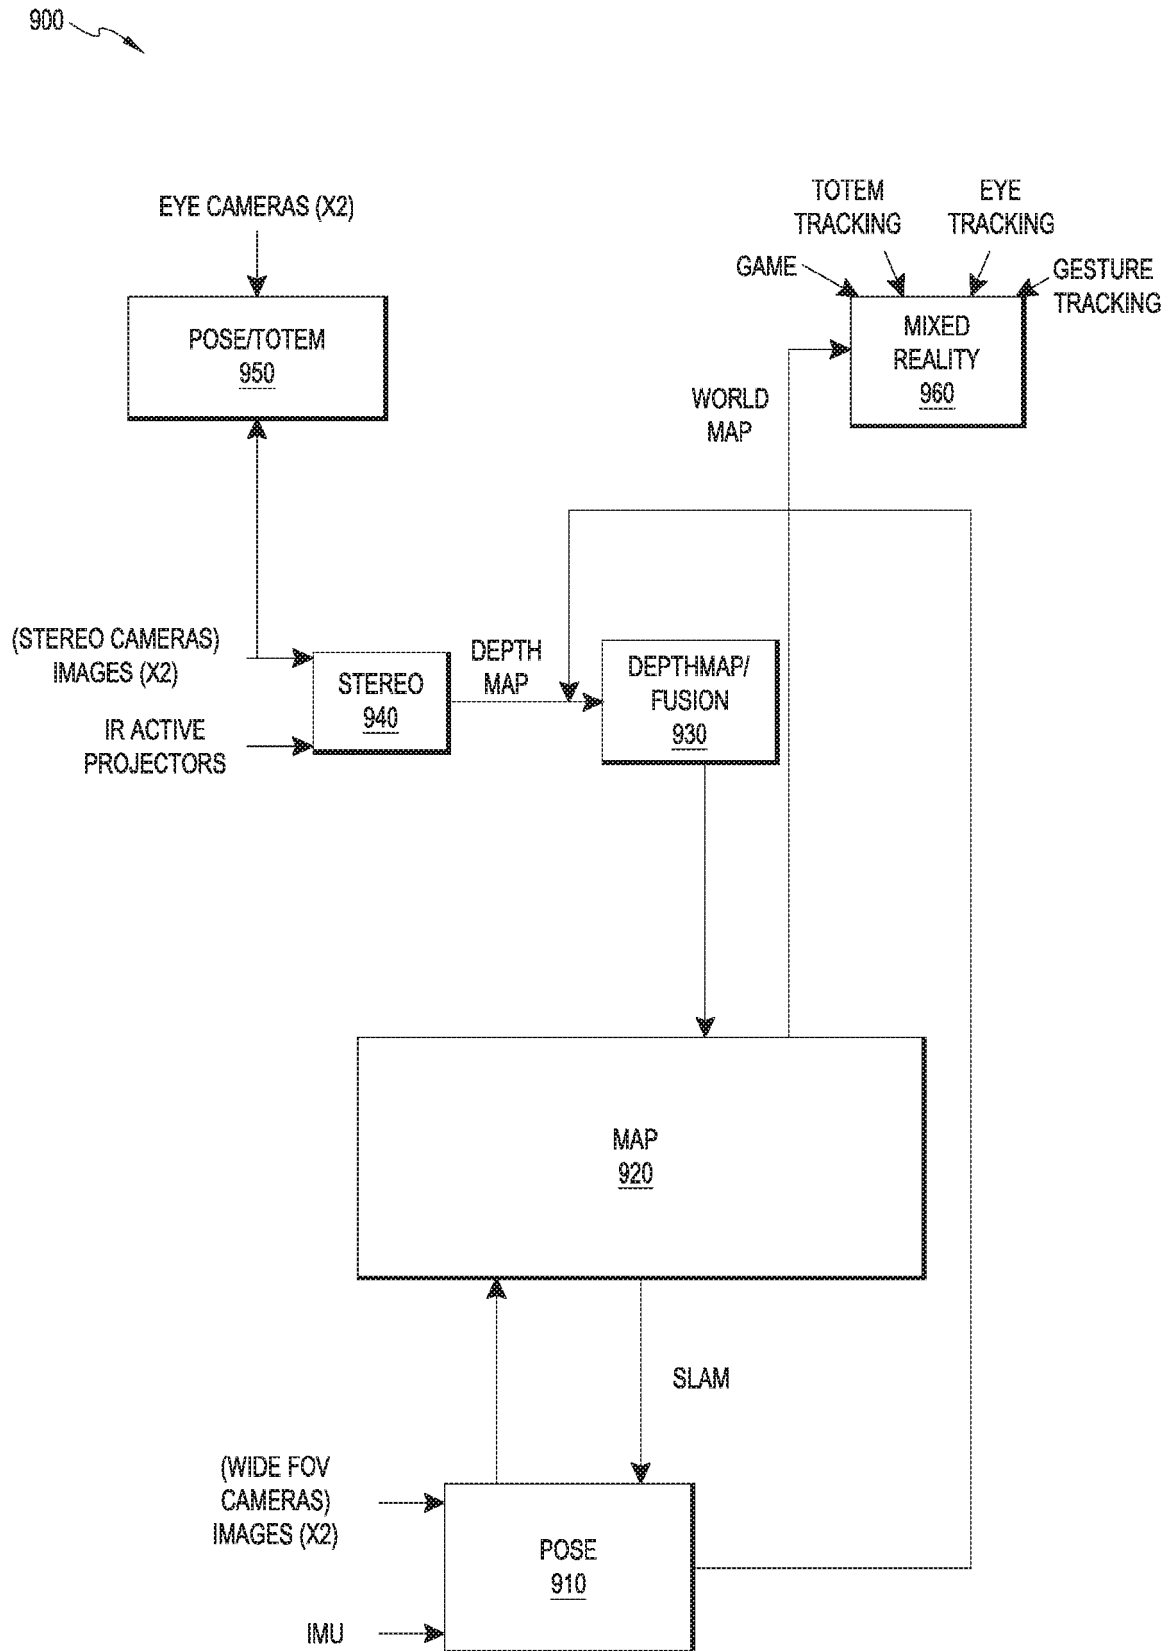 900
EYE CAMERAS (X2)
POSE/TOTEM
950
TOTEM
TRACKING
EYE
TRACKING
GAME
GESTURE
TRACKING
MIXED
REALITY
960
WORLD
MAP
(STEREO CAMERAS)
IMAGES (X2)
IR ACTIVE
PROJECTORS
STEREO
940
DEPTH
MAP
DEPTHMAP/
FUSION
930
MAP
920
SLAM
(WIDE FOV
CAMERAS)
IMAGES (X2)
IMU
POSE
910